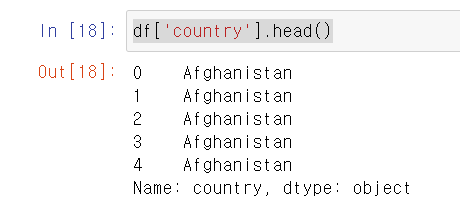 In [18]: df['country'].head()
Out[18]: 0 Afghanistan
1 Afghanistan
2 Afghanistan
3 Afghanistan
4 Afghanistan
Name: country, dtype: object